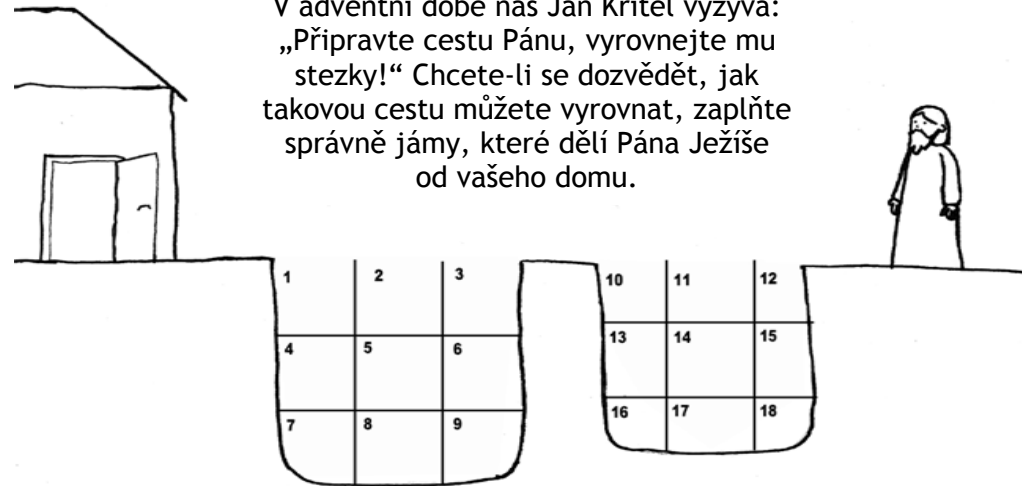 V adventní době nás Jan Křtitel vyzývá:
„Připravte cestu Pánu, vyrovnejte mu
stezky!“ Chcete-li se dozvědět, jak
takovou cestu můžete vyrovnat, zaplňte
správně jámy, které dělí Pána Ježíše
od vašeho domu.
1 2 3
10 11 12
4 5 6
13 14 15
7 8 9
16 17 18